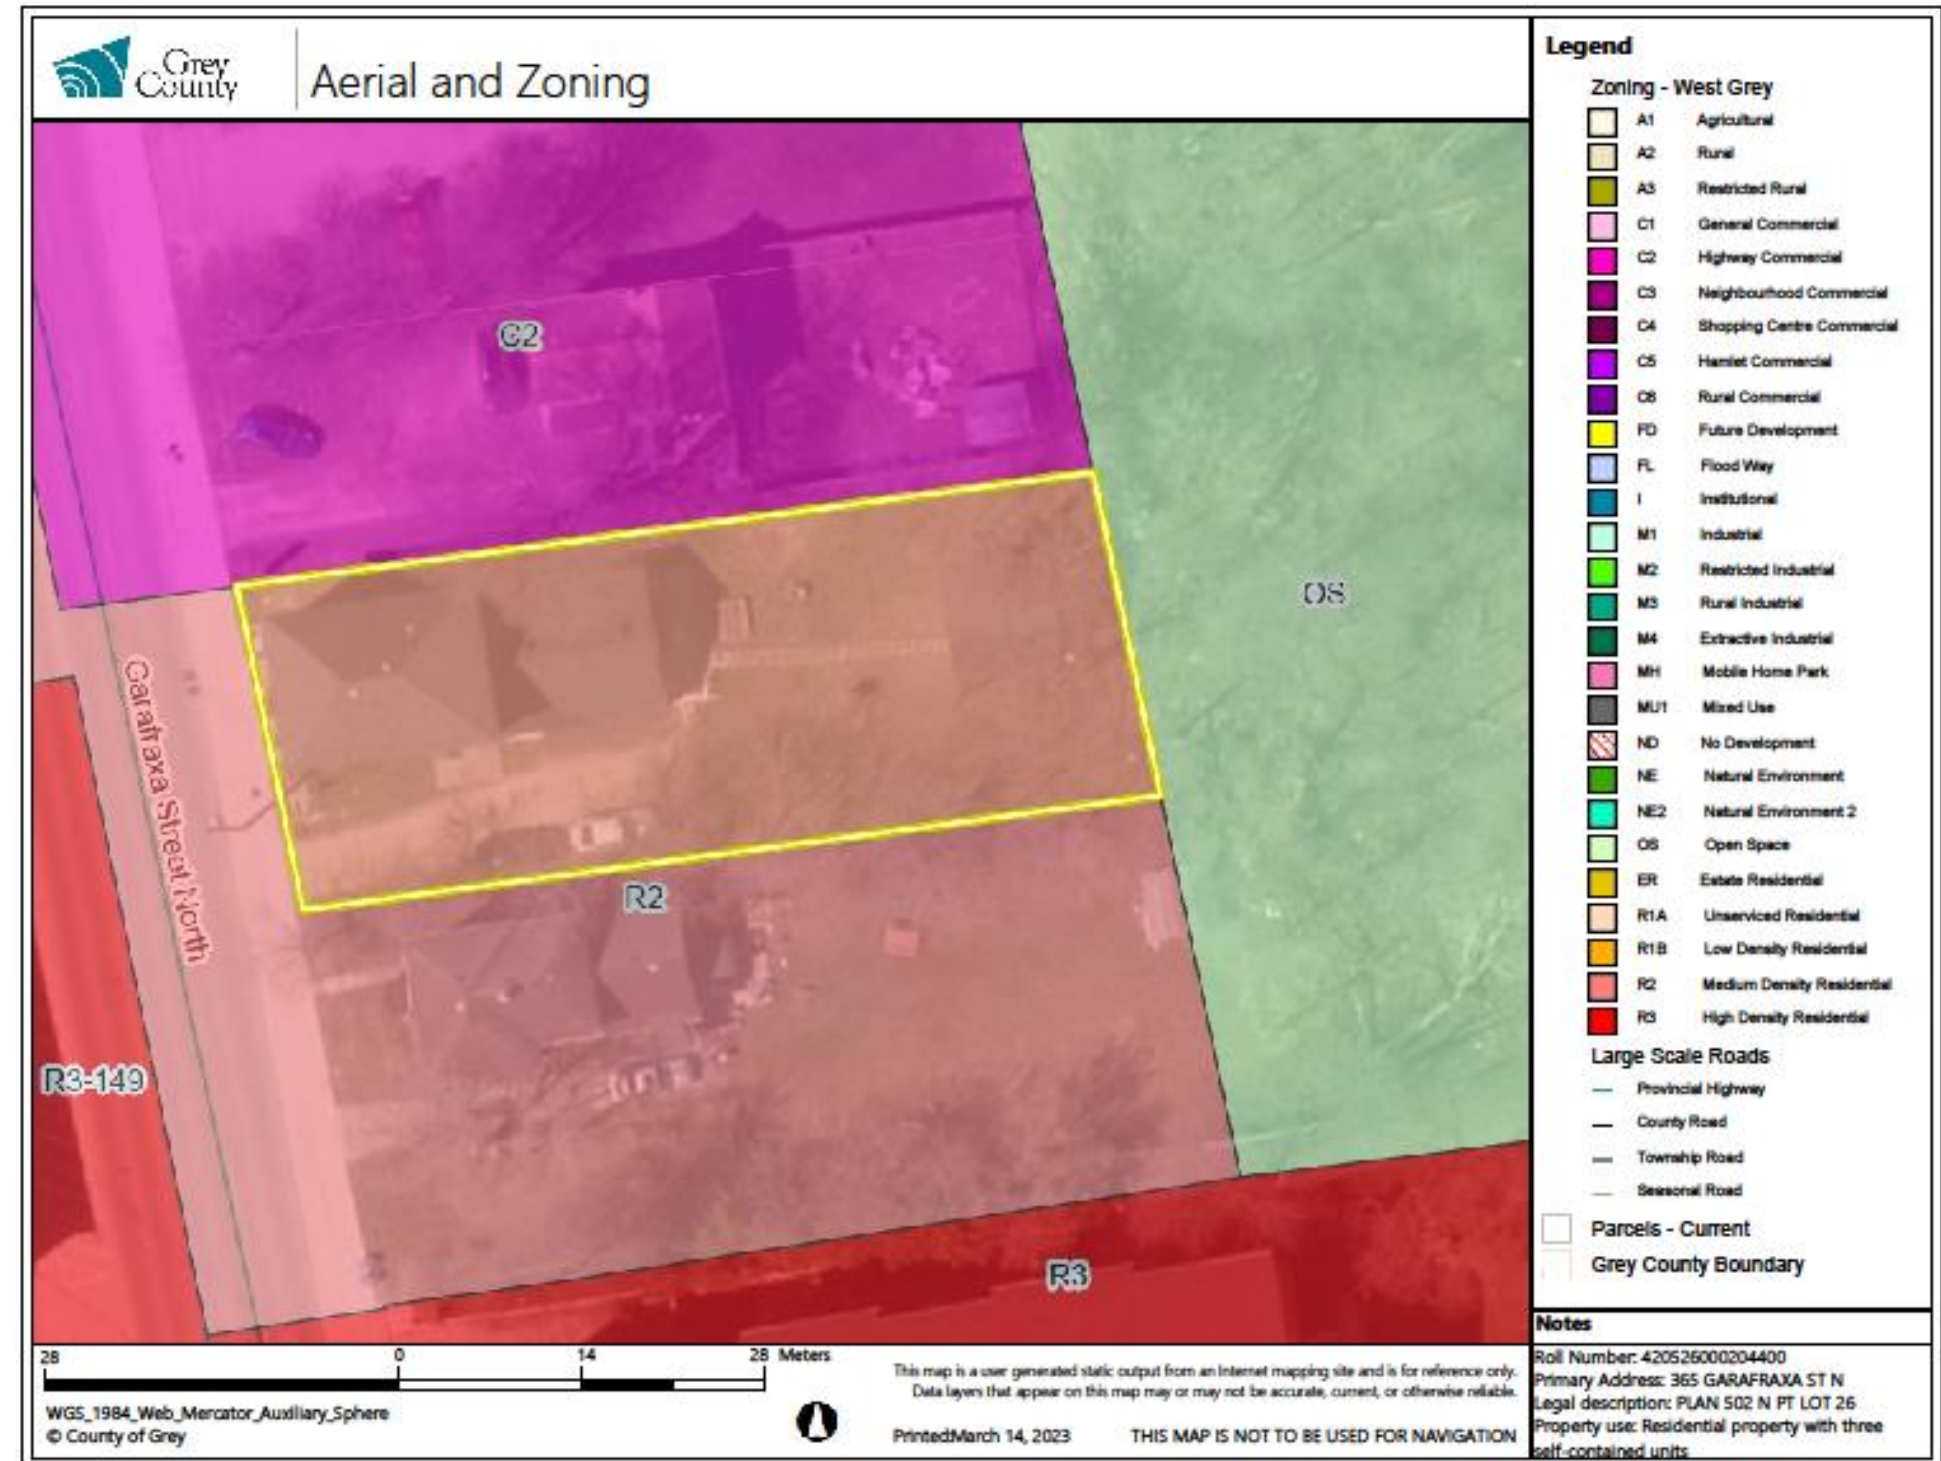 Grey
County
Aerial and Zoning
C2
OS
Garafraxa Street North
R2
R3-149
R3
Legend
Zoning - West Grey
A1 Agricultural
A2 Rural
A3 Restricted Rural
C1 General Commercial
C2 Highway Commercial
C3 Neighbourhood Commercial
C4 Shopping Centre Commercial
C5 Hamlet Commercial
C6 Rural Commercial
FD Future Development
FL Flood Way
I Institutional
M1 Industrial
M2 Restricted Industrial
M3 Rural Industrial
M4 Extractive Industrial
MH Mobile Home Park
MU1 Mixed Use
ND No Development
NE Natural Environment
NE2 Natural Environment 2
OS Open Space
ER Estate Residential
R1A Unserviced Residential
R1B Low Density Residential
R2 Medium Density Residential
R3 High Density Residential
Large Scale Roads
Provincial Highway
County Road
Township Road
Seasonal Road
Parcels - Current
Grey County Boundary
Notes
Roll Number: 420526000204400
Primary Address: 365 GARAFRAXA ST N
Legal description: PLAN 502 N PT LOT 26
Property use: Residential property with three
self-contained units
28 0 14 28 Meters
WGS_1984_Web_Mercator_Auxiliary_Sphere
© County of Grey
This map is a user generated static output from an Internet mapping site and is for reference only.
Data layers that appear on this map may or may not be accurate, current, or otherwise reliable.
Printed:March 14, 2023 THIS MAP IS NOT TO BE USED FOR NAVIGATION